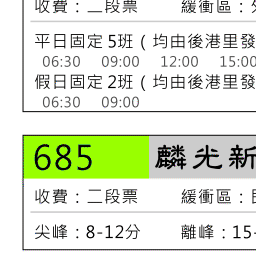 收費：二段票 緩衝區：
平日固定5班（均由後港里發
06:30 09:00 12:00 15:00
假日固定2班（均由後港里發
06:30 09:00
685 麟光新
收費：二段票 緩衝區：
尖峰：8-12分 離峰：15-